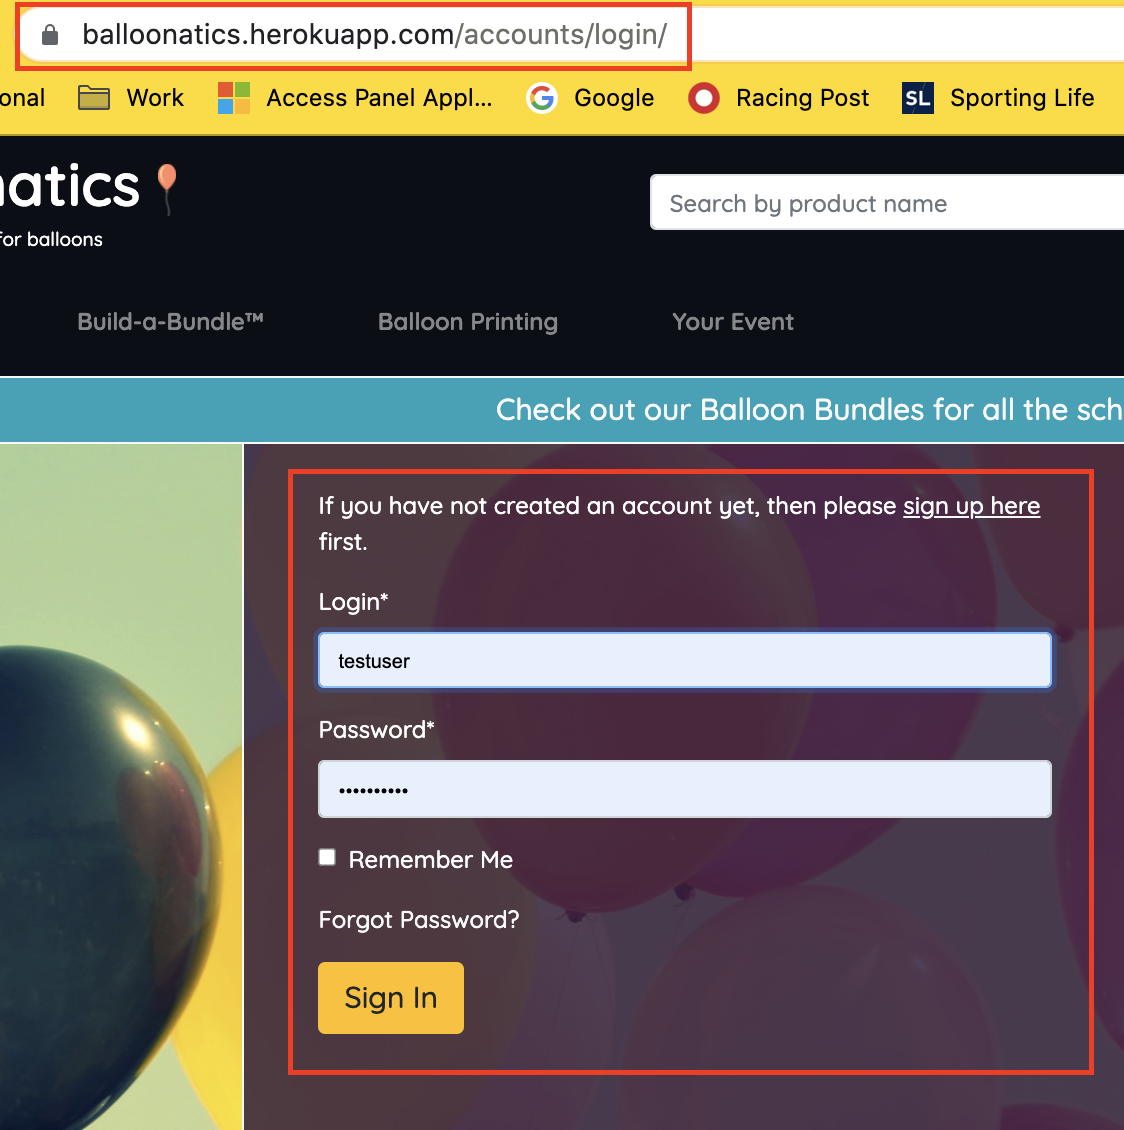 balloonatics.herokuapp.com/accounts/login/
onal Work Access Panel Appl... Google Racing Post SL Sporting Life
natics
Search by product name
for balloons
Build-a-Bundle™ Balloon Printing Your Event
Check out our Balloon Bundles for all the sch
If you have not created an account yet, then please sign up here
first.
Login*
testuser
Password*
••••••••••
Remember Me
Forgot Password?
Sign In